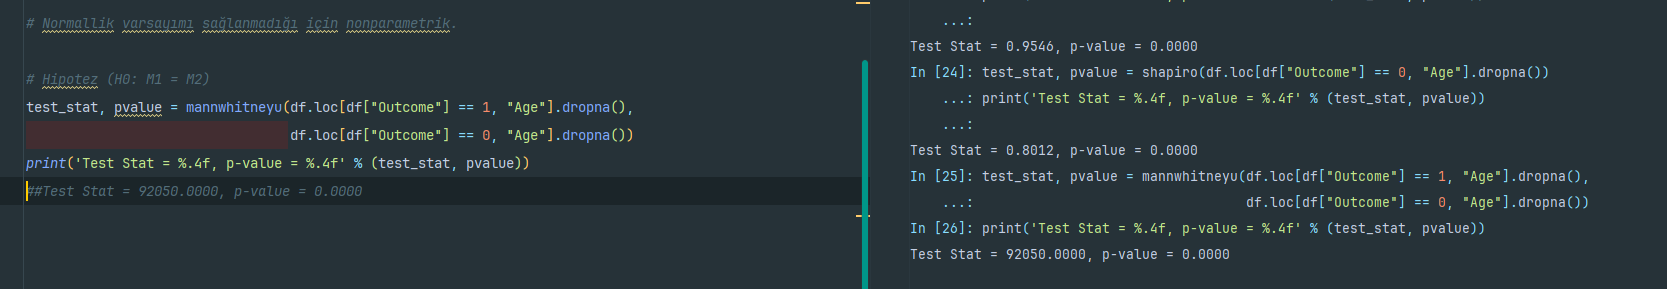 # Normallik varsayımı sağlanmadığı için nonparametrik.
# Hipotez (H0: M1 = M2)
test_stat, pvalue = mannwhitneyu(df.loc[df["Outcome"] == 1, "Age"].dropna(),
df.loc[df["Outcome"] == 0, "Age"].dropna())
print('Test Stat = %.4f, p-value = %.4f' % (test_stat, pvalue))
##Test Stat = 92050.0000, p-value = 0.0000
...:
Test Stat = 0.9546, p-value = 0.0000
In [24]: test_stat, pvalue = shapiro(df.loc[df["Outcome"] == 0, "Age"].dropna())
...: print('Test Stat = %.4f, p-value = %.4f' % (test_stat, pvalue))
...:
Test Stat = 0.8012, p-value = 0.0000
In [25]: test_stat, pvalue = mannwhitneyu(df.loc[df["Outcome"] == 1, "Age"].dropna(),
...: df.loc[df["Outcome"] == 0, "Age"].dropna())
In [26]: print('Test Stat = %.4f, p-value = %.4f' % (test_stat, pvalue))
Test Stat = 92050.0000, p-value = 0.0000